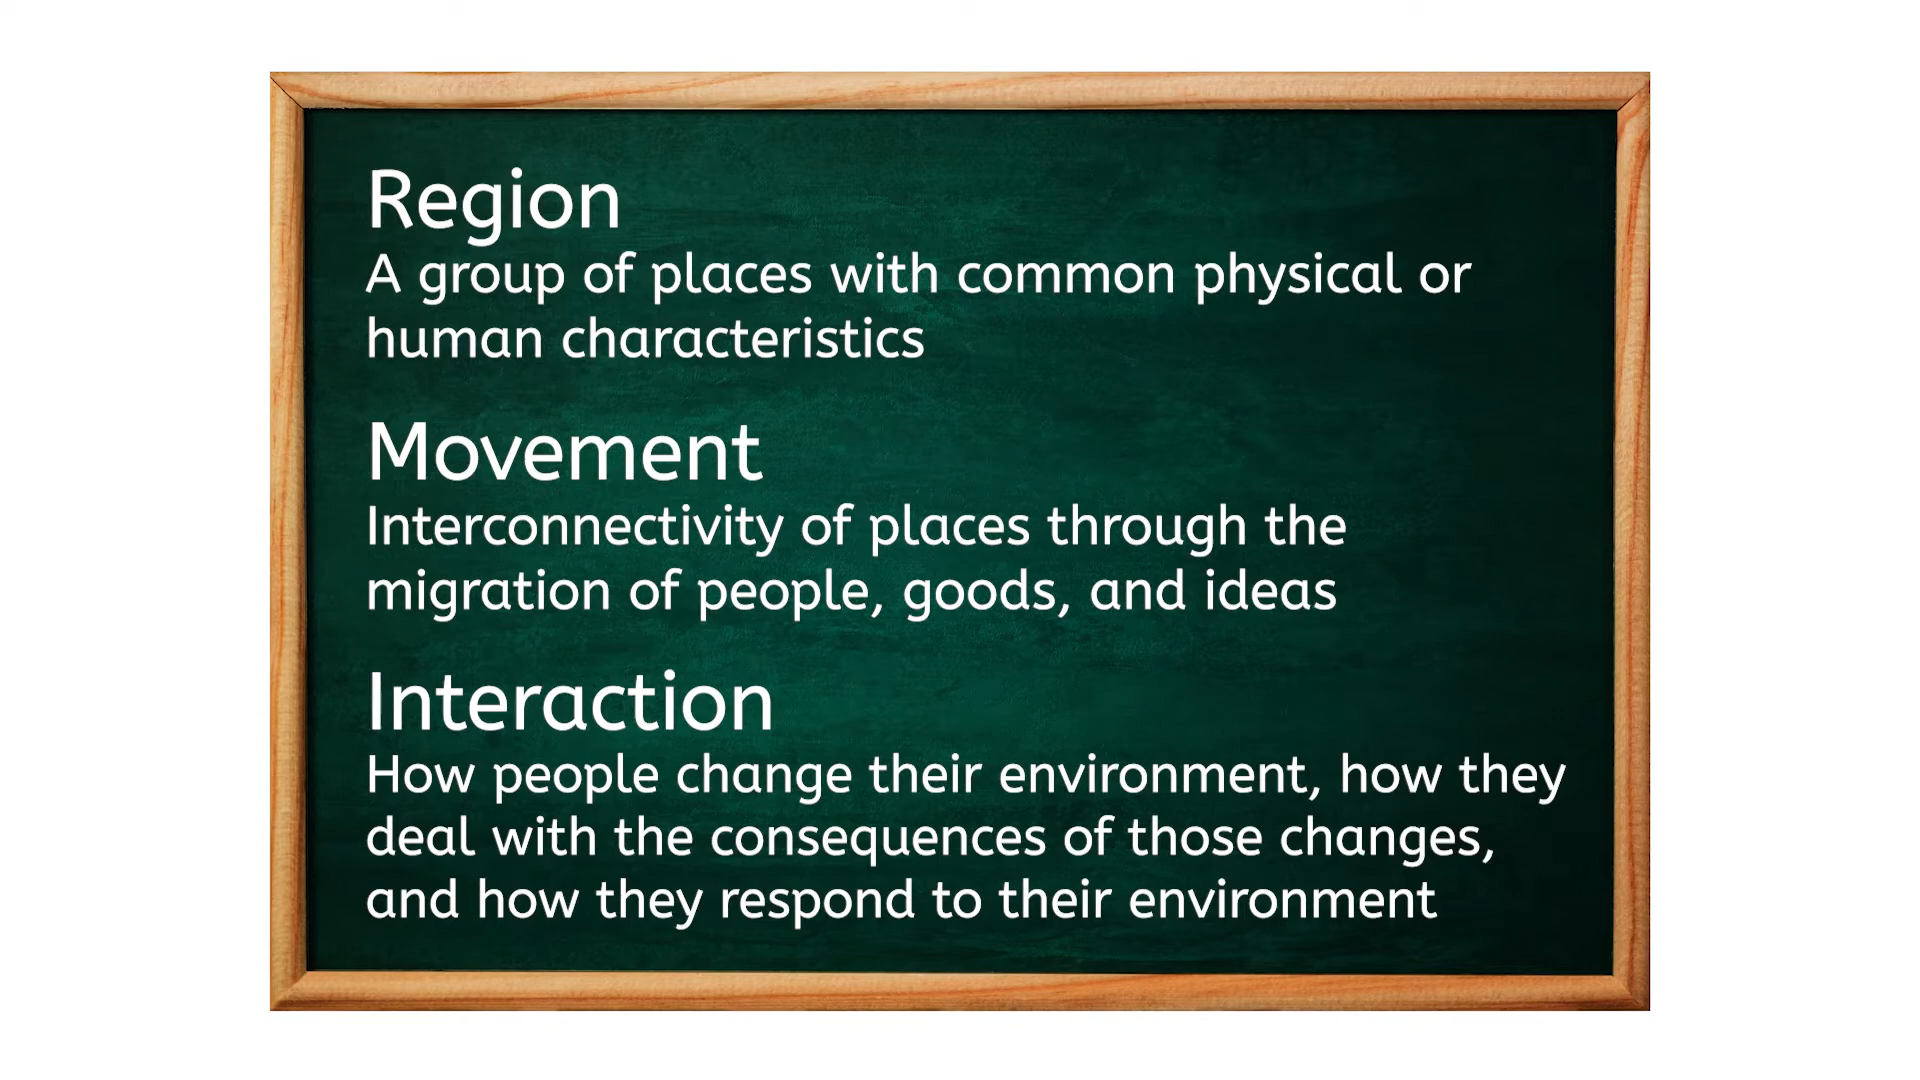 Region
A group of places with common physical or
human characteristics
Movement
Interconnectivity of places through the
migration of people, goods, and ideas
Interaction
How people change their environment, how they
deal with the consequences of those changes,
and how they respond to their environment